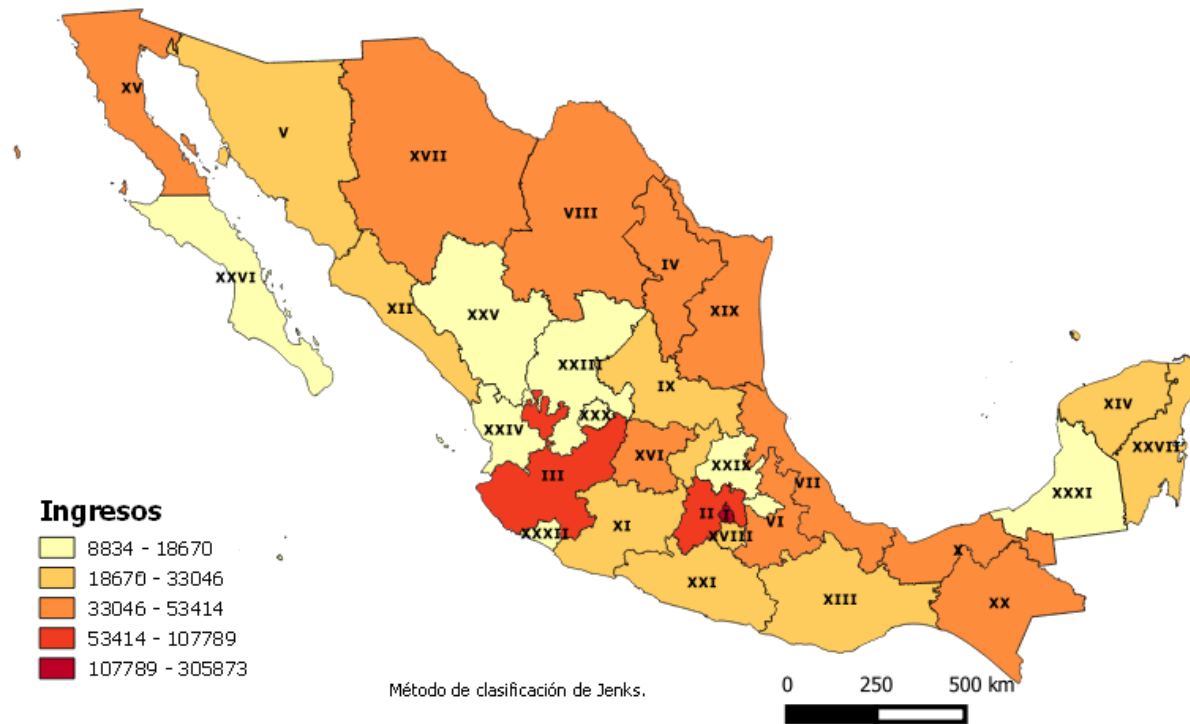 XV
V
XVII
VIII
IV
XXVI
XII
XIX
XXV
XXIII
IX
XXX
XXIV
XIV
XXVII
XVI
XXIX
III
VII
XXXI
II
I
VI
XXXII
XI
XVIII
X
XXI
XIII
XX
Ingresos
8834 - 18670
18670 - 33046
33046 - 53414
53414 - 107789
107789 - 305873
Método de clasificación de Jenks.
0 250 500 km